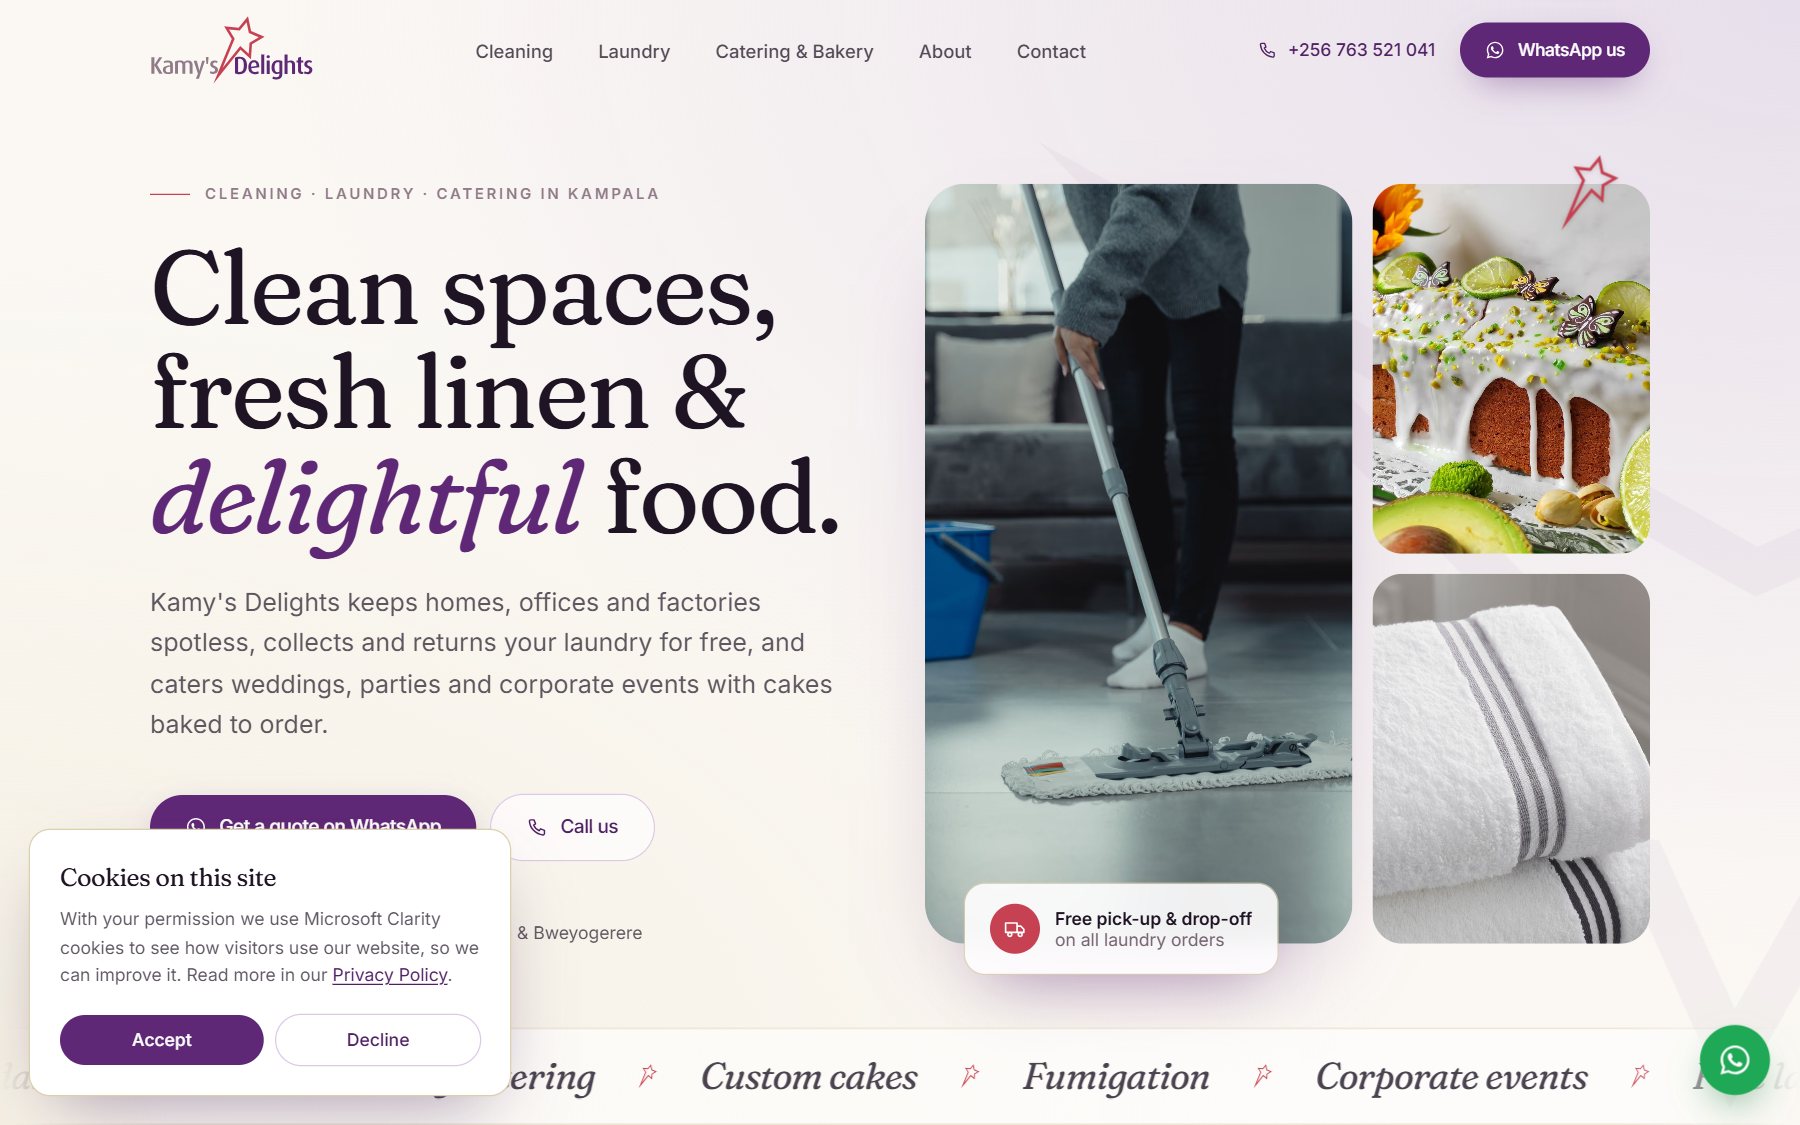 Kamy's Delights
Cleaning
Laundry
Catering & Bakery
About
Contact
+256 763 521 041
WhatsApp us
CLEANING · LAUNDRY · CATERING IN KAMPALA
Clean spaces,
fresh linen &
delightful food.
Kamy's Delights keeps homes, offices and factories
spotless, collects and returns your laundry for free, and
caters weddings, parties and corporate events with cakes
baked to order.
Get a quote on WhatsApp
Call us
& Bweyogerere
Free pick-up & drop-off
on all laundry orders
Cookies on this site
With your permission we use Microsoft Clarity
cookies to see how visitors use our website, so we
can improve it. Read more in our Privacy Policy.
Accept
Decline
Custom cakes
Fumigation
Corporate events